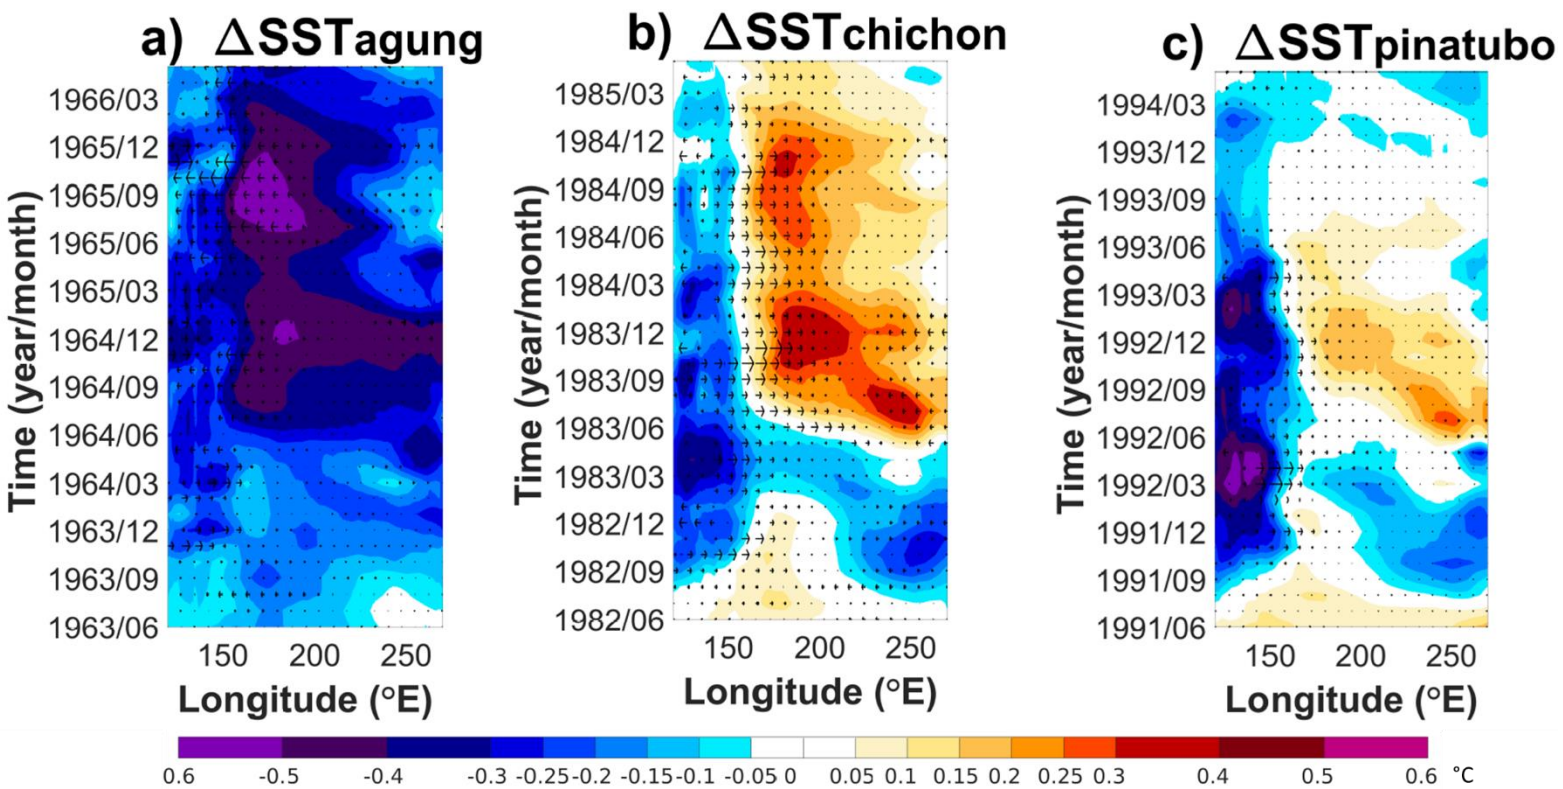 a) ΔSSTagung
b) ΔSSTchichon
c) ΔSSTpinatubo
Time (year/month)
1966/03
1965/12
1965/09
1965/06
1965/03
1964/12
1964/09
1964/06
1964/03
1963/12
1963/09
1963/06
150 200 250
Longitude (°E)
Time (year/month)
1985/03
1984/12
1984/09
1984/06
1984/03
1983/12
1983/09
1983/06
1983/03
1982/12
1982/09
1982/06
150 200 250
Longitude (°E)
Time (year/month)
1994/03
1993/12
1993/09
1993/06
1993/03
1992/12
1992/09
1992/06
1992/03
1991/12
1991/09
1991/06
150 200 250
Longitude (°E)
0.6 -0.5 -0.4 -0.3 -0.25 -0.2 -0.15 -0.1 -0.05 0 0.05 0.1 0.15 0.2 0.25 0.3 0.4 0.5 0.6 °C